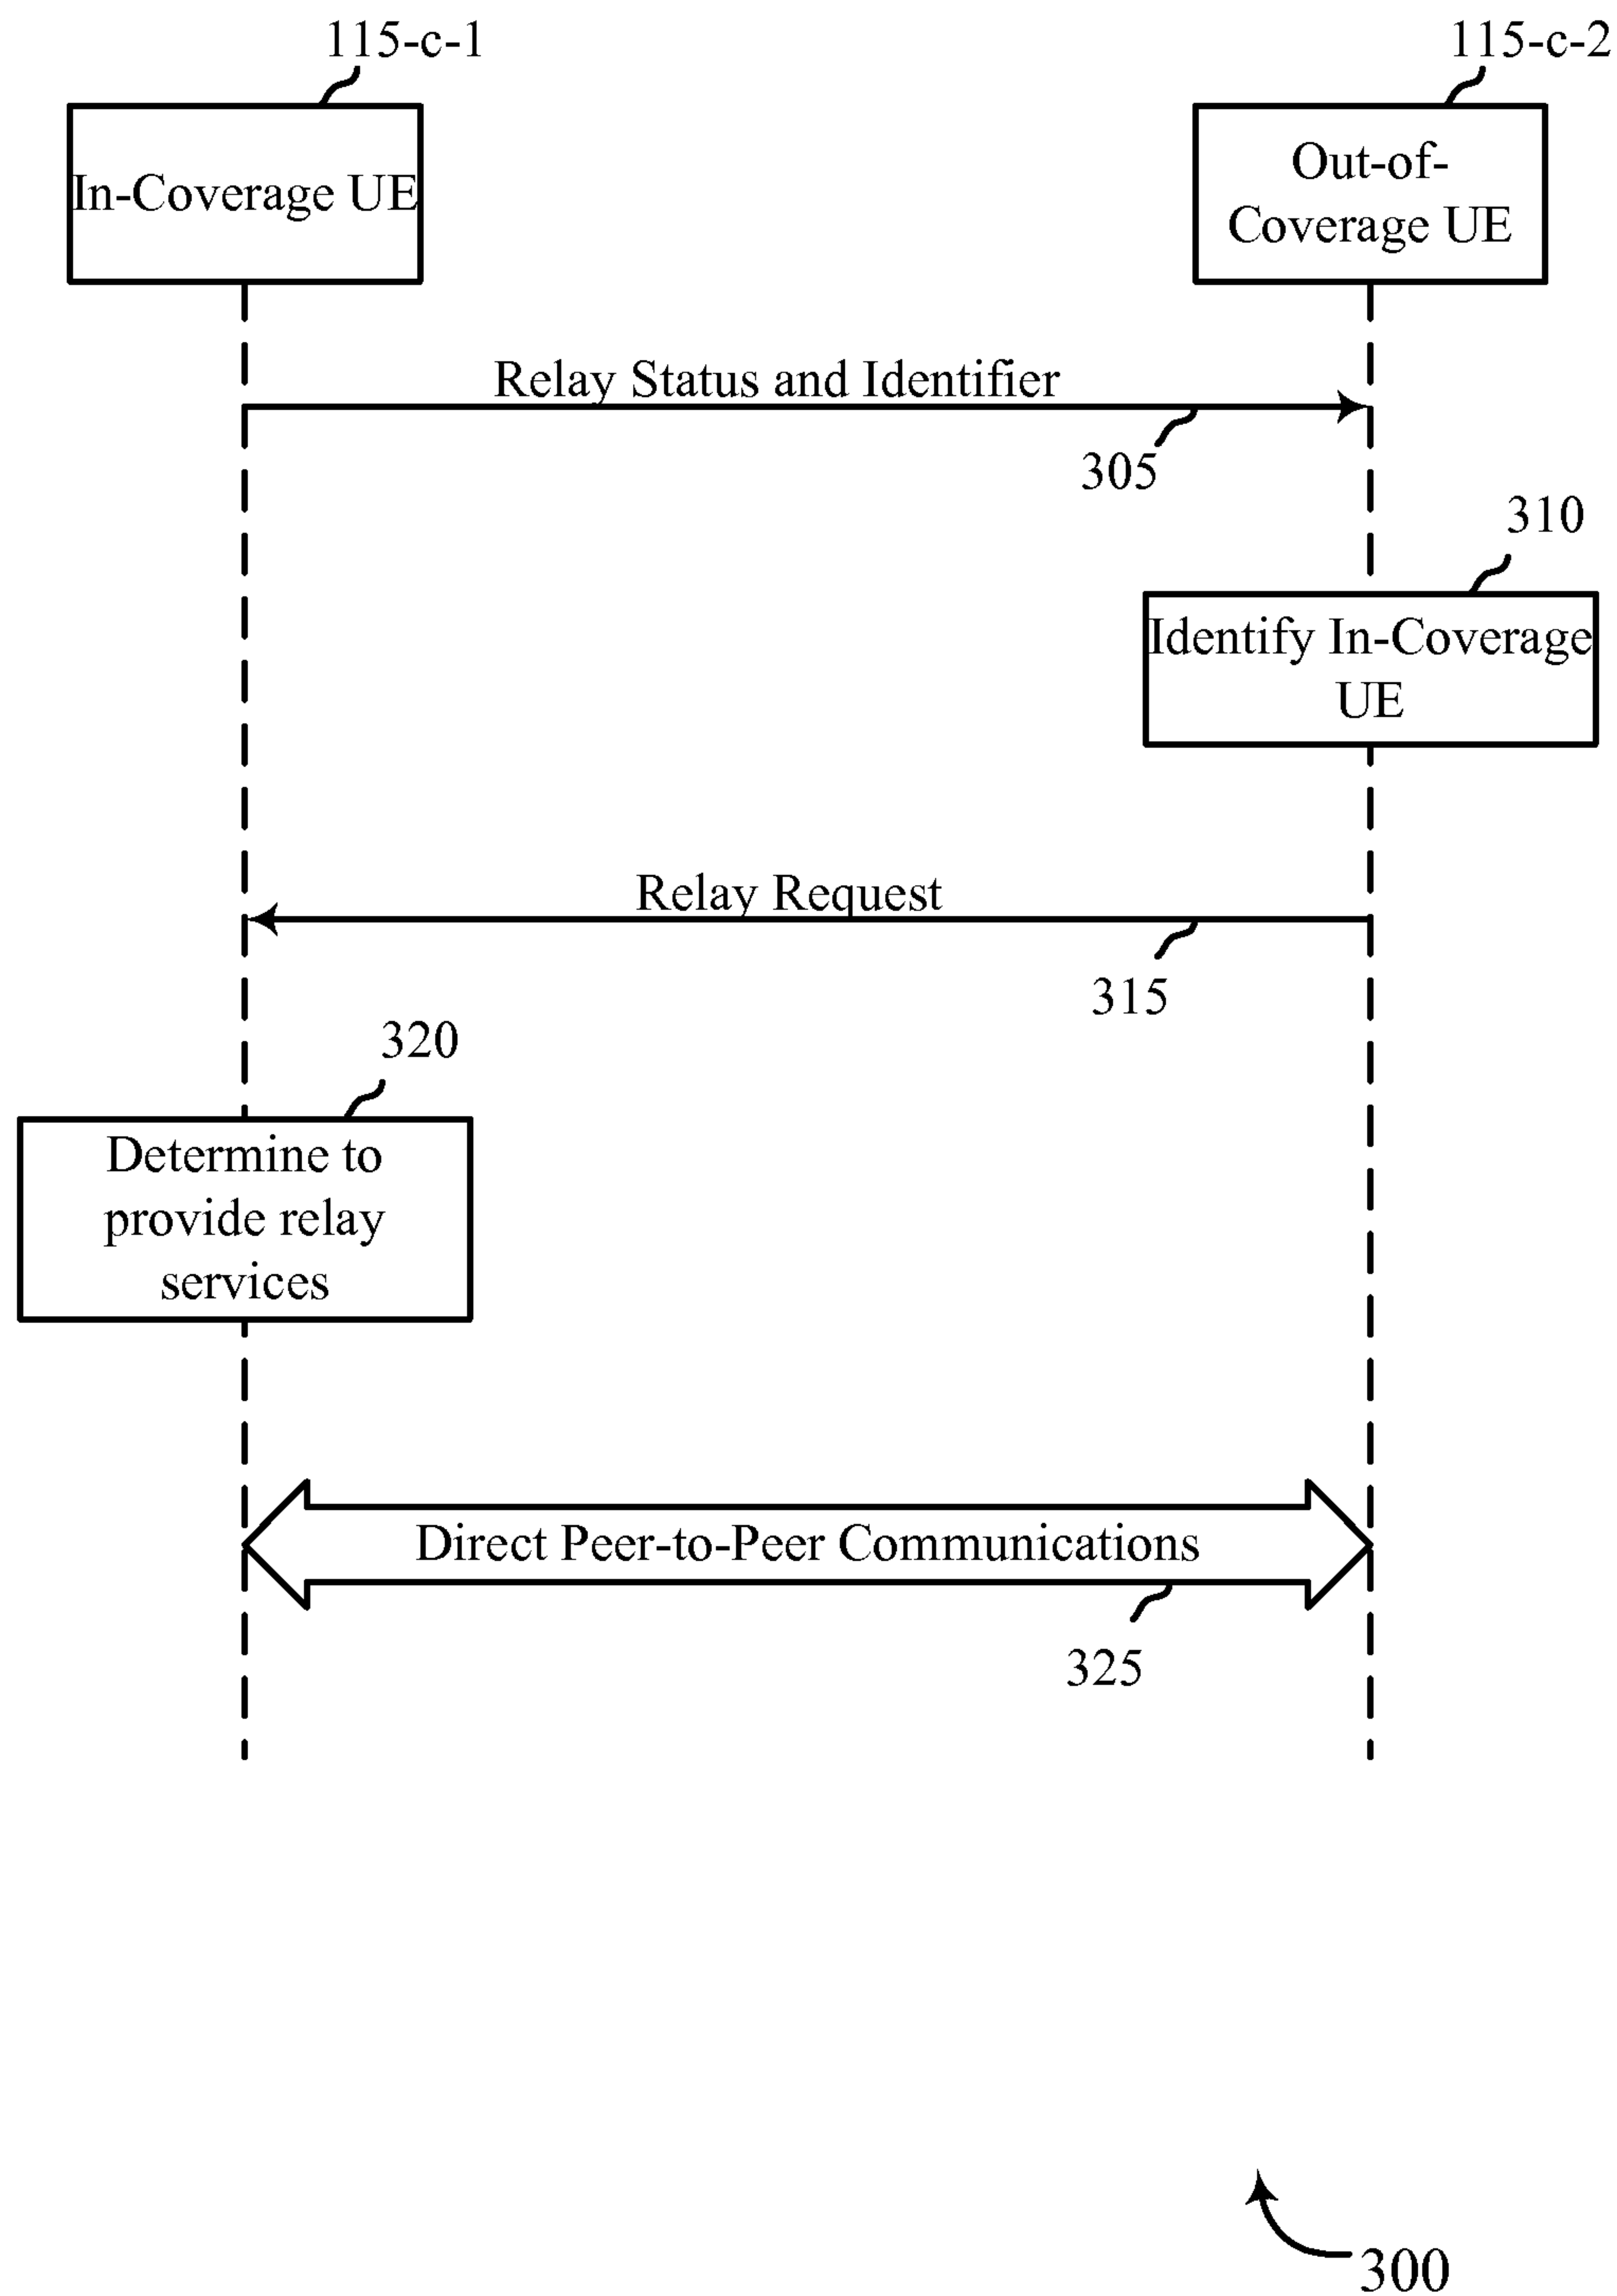 115-c-1
115-c-2
In-Coverage UE
Out-of-
Coverage UE
Relay Status and Identifier
305
310
Identify In-Coverage
UE
Relay Request
315
320
Determine to
provide relay
services
Direct Peer-to-Peer Communications
325
300